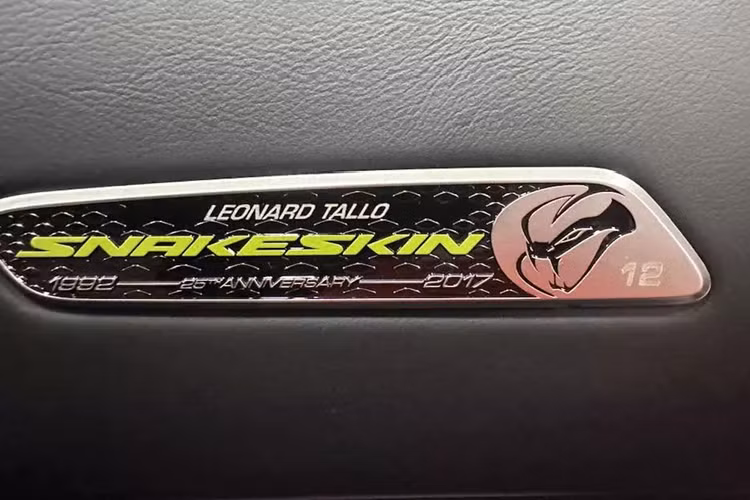 LEONARD TALLO
SNAKESKIN
1992 25TH ANNIVERSARY 2017
12